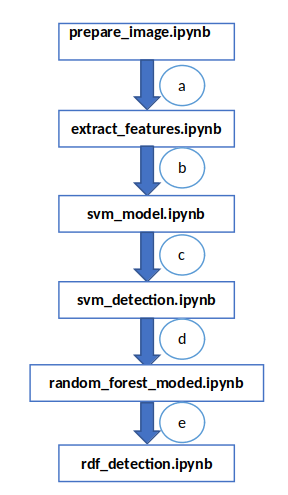 prepare_image.ipynb
a
extract_features.ipynb
b
svm_model.ipynb
c
svm_detection.ipynb
d
random_forest_moded.ipynb
e
rdf_detection.ipynb